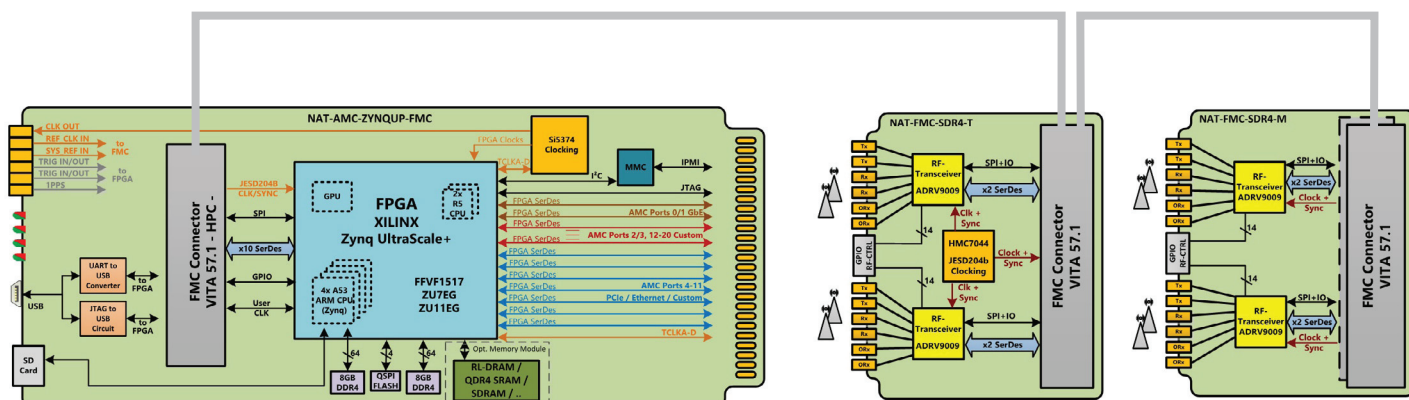 NAT-AMC-ZYNQUP-FMC
CLK OUT
REF_CLK IN
SYS_REF IN
to
FMC
TRIG IN/OUT
TRIG IN/OUT
1PPS
to
FPGA
USB
UART to
USB
Converter
to
FPGA
JTAG to
USB
Circuit
to
FPGA
SD
Card
FMC Connector
VITA 57.1 - HPC -
JESD204B
CLK/SYNC
SPI
x10 SerDes
GPIO
User
CLK
GPU
2x
R5
CPU
FPGA
XILINX
Zynq UltraScale+
FFVF1517
ZU7EG
ZU11EG
4x A53
ARM CPU
(Zynq)
64
4
64
8GB
DDR4
QSPI
FLASH
8GB
DDR4
Opt. Memory Module
RL-DRAM /
QDR4 SRAM /
SDRAM / ..
FPGA Clocks
TCLKA-D
Si5374
Clocking
I²C
MMC
IPMI
JTAG
FPGA SerDes
AMC Ports 0/1 GbE
FPGA SerDes
FPGA SerDes
AMC Ports 2/3, 12-20 Custom
FPGA SerDes
FPGA SerDes
FPGA SerDes
AMC Ports 4-11
FPGA SerDes
PCIe / Ethernet / Custom
FPGA SerDes
FPGA SerDes
TCLKA-D
NAT-FMC-SDR4-T
Tx
Tx
Rx
Rx
ORx
ORx
GPIO
RF-CTRL
Tx
Tx
Rx
Rx
ORx
ORx
RF-
Transceiver
ADRV9009
SPI+IO
x2 SerDes
Clk +
Sync
14
HMC7044
JESD204b
Clocking
Clock +
Sync
14
Clk +
Sync
RF-
Transceiver
ADRV9009
SPI+IO
x2 SerDes
FMC Connector
VITA 57.1
NAT-FMC-SDR4-M
Tx
Tx
Rx
Rx
ORx
ORx
GPIO
RF-CTRL
Tx
Tx
Rx
Rx
ORx
ORx
RF-
Transceiver
ADRV9009
SPI+IO
x2 SerDes
Clock +
Sync
14
14
RF-
Transceiver
ADRV9009
SPI+IO
x2 SerDes
Clock +
Sync
FMC Connector
VITA 57.1